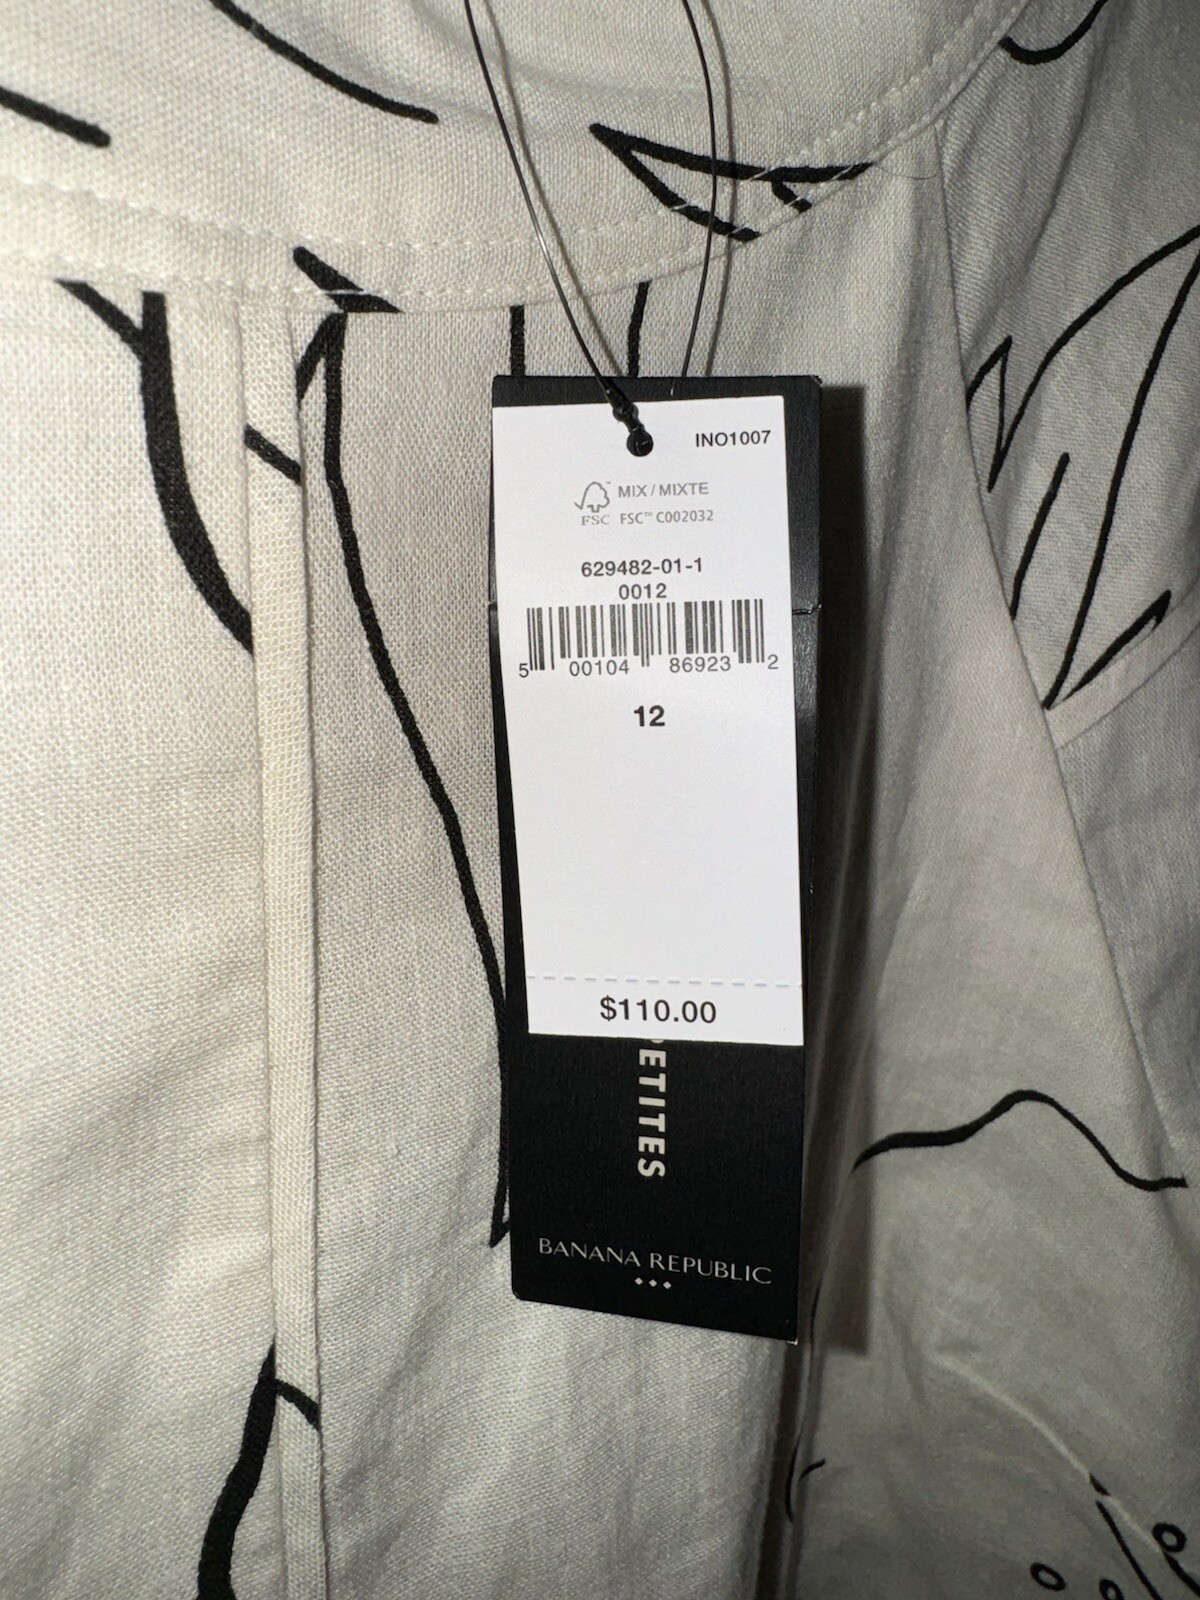 INO1007
MIX / MIXTE
FSC FSC™ C002032
629482-01-1
0012
5 00104 86923 2
12
$110.00
PETITES
BANANA REPUBLIC